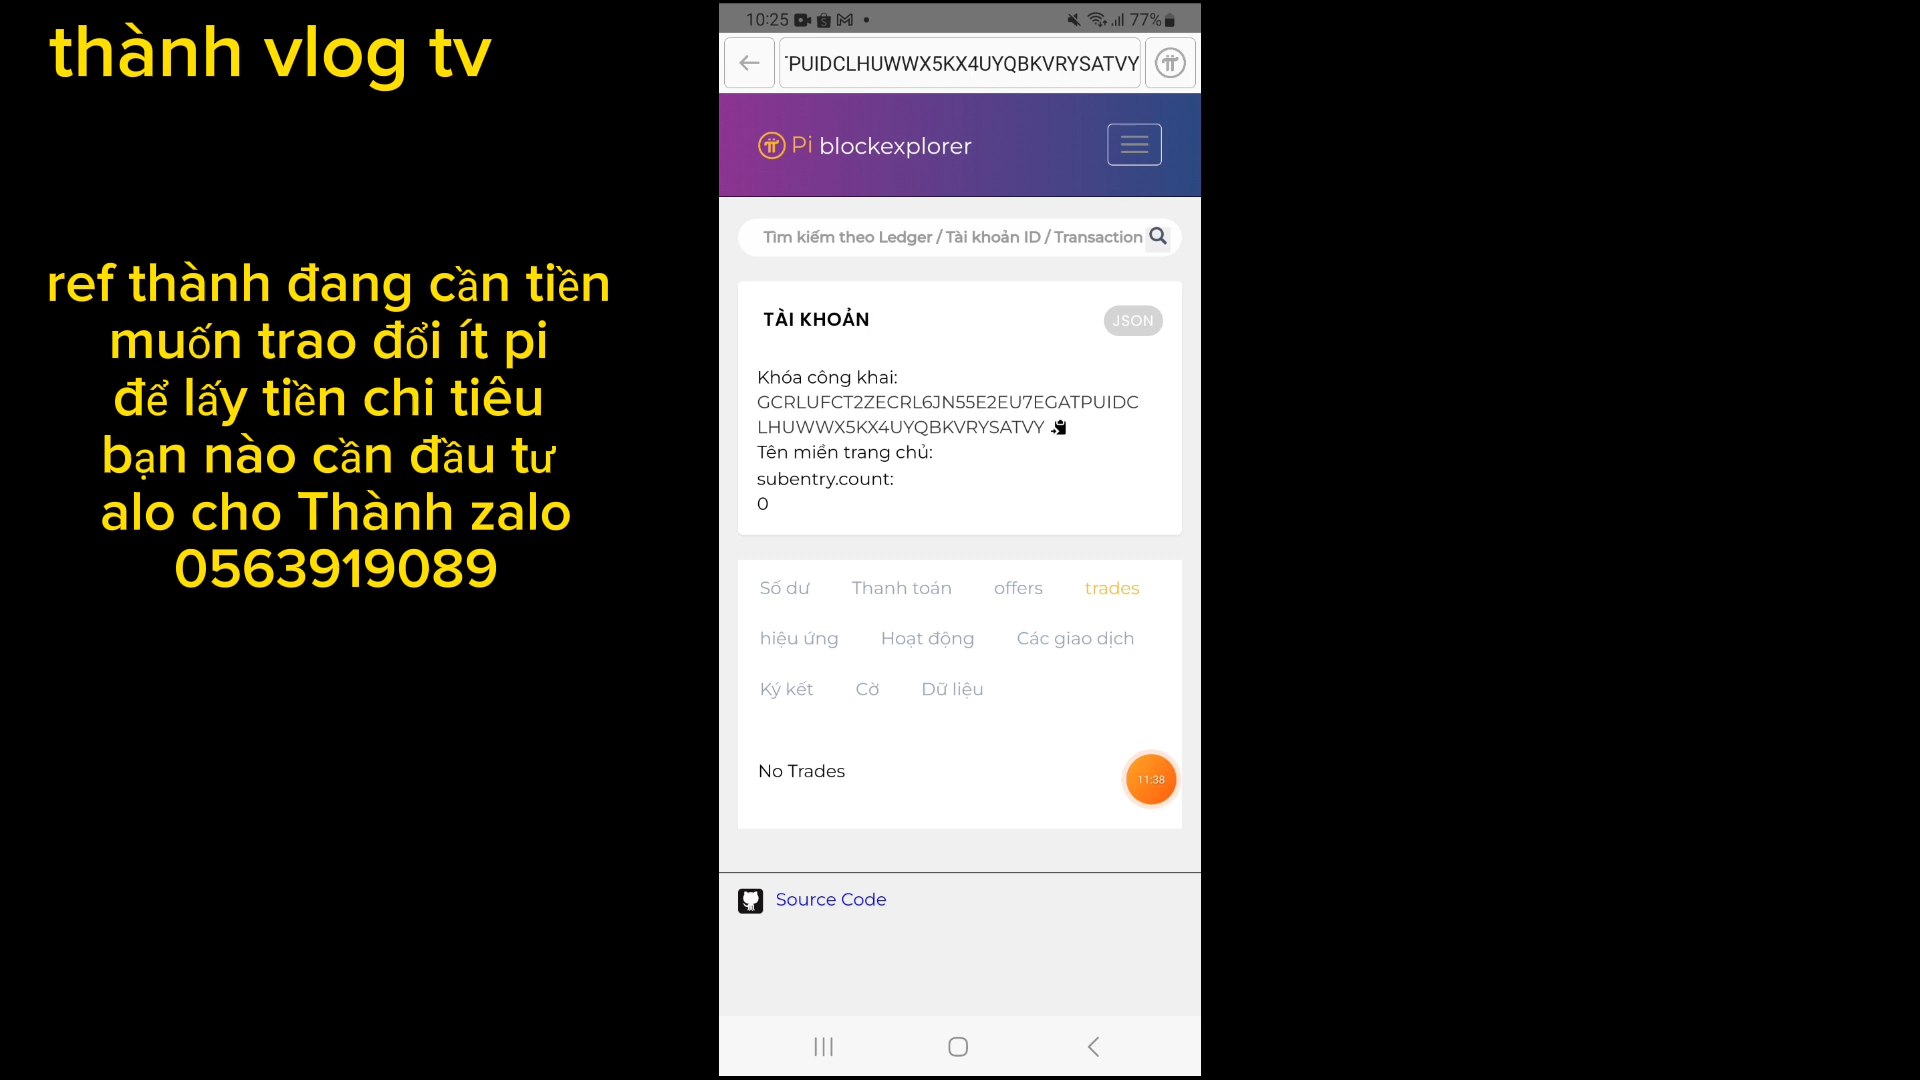 thành vlog tv
ref thành đang cần tiền
muốn trao đổi ít pi
để lấy tiền chi tiêu
bạn nào cần đầu tư
alo cho Thành zalo
0563919089
10:25 77%
PUIDCLHUWWX5KX4UYQBKVRYSATVY
Pi blockexplorer
Tìm kiếm theo Ledger / Tài khoản ID / Transaction
TÀI KHOẢN JSON
Khóa công khai:
GCRLUFCT2ZECRL6JN55E2EU7EGATPUIDC
LHUWWX5KX4UYQBKVRYSATVY
Tên miền trang chủ:
subentry.count:
0
Số dư Thanh toán offers trades
hiệu ứng Hoạt động Các giao dịch
Ký kết Cờ Dữ liệu
No Trades
11:38
Source Code